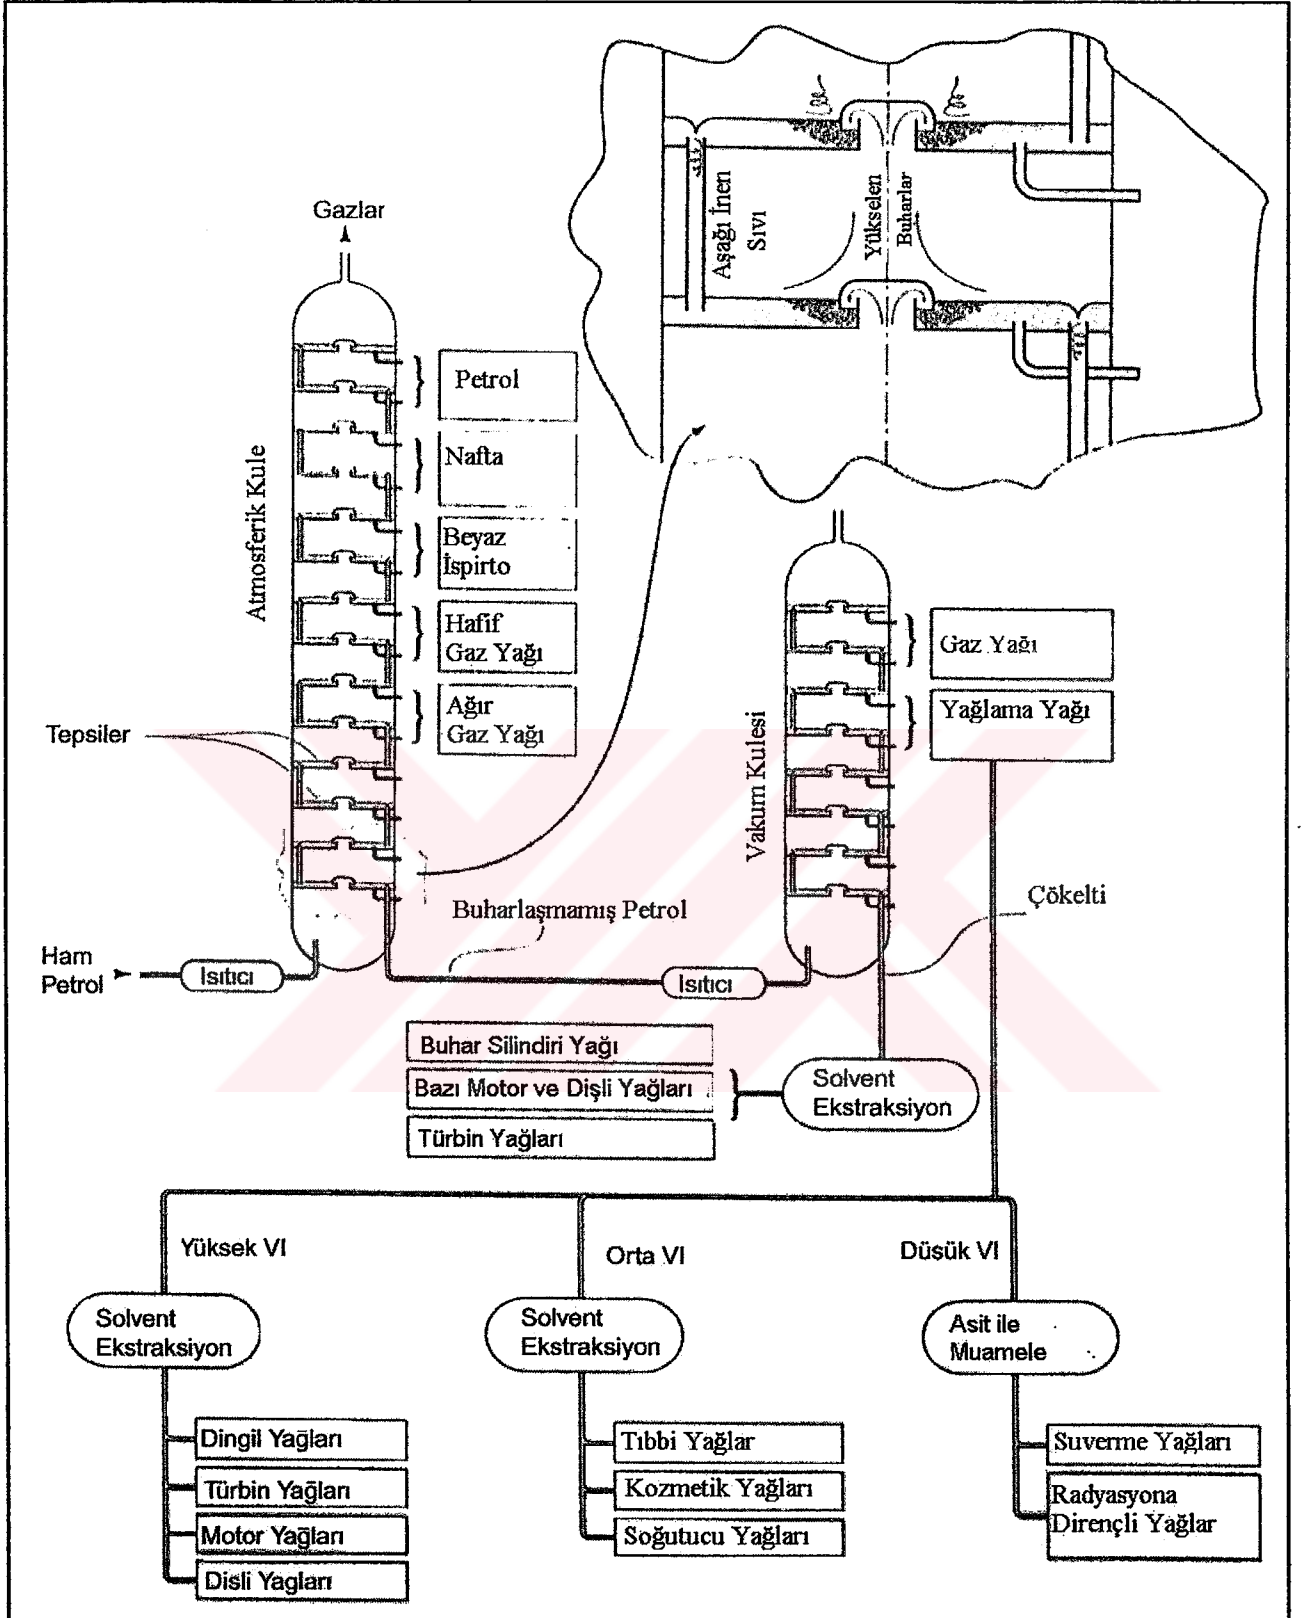 Aşağı İnen
Sıvı
Yükselen
Buharlar
Gazlar
Atmosferik Kule
Petrol
Nafta
Beyaz
İspirto
Hafif
Gaz Yağı
Ağır
Gaz Yağı
Tepsiler
Vakum Kulesi
Gaz Yağı
Yağlama Yağı
Buharlaşmamış Petrol
Çökelti
Ham
Petrol
Isıtıcı
Isıtıcı
Buhar Silindiri Yağı
Bazı Motor ve Dişli Yağları
Türbin Yağları
Solvent
Ekstraksiyon
Yüksek VI
Orta VI
Düsük VI
Solvent
Ekstraksiyon
Solvent
Ekstraksiyon
Asit ile
Muamele
Dingil Yağları
Türbin Yağları
Motor Yağları
Disli Yagları
Tıbbi Yağlar
Kozmetik Yağları
Soğutucu Yağları
Suverme Yağları
Radyasyona
Dirençli Yağlar